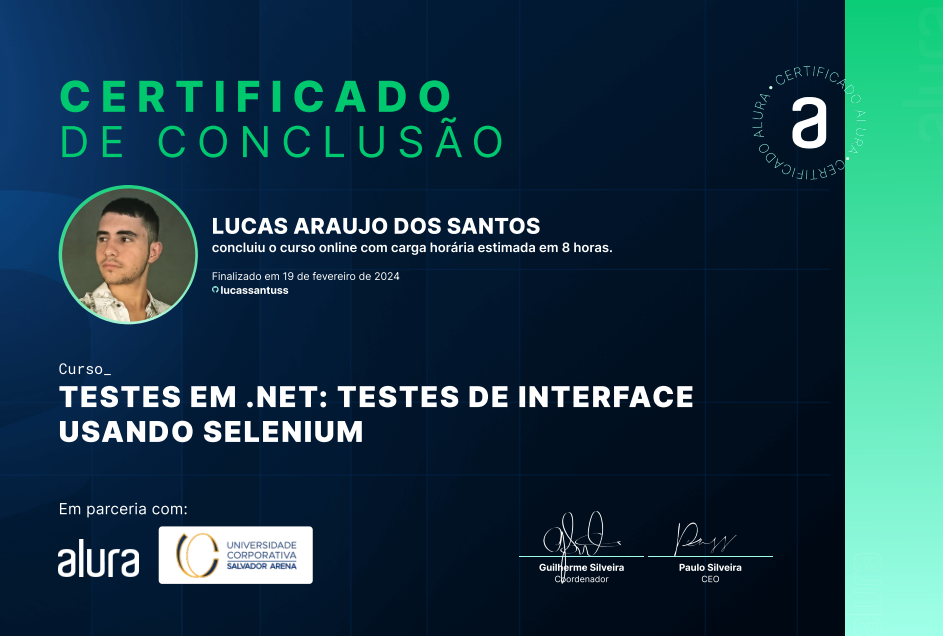 CERTIFICADO
DE CONCLUSÃO
CERTIFICADO ALURA • CERTIFICADO ALURA •
a
LUCAS ARAUJO DOS SANTOS
concluiu o curso online com carga horária estimada em 8 horas.
Finalizado em 19 de fevereiro de 2024
lucassantuss
Curso_
TESTES EM .NET: TESTES DE INTERFACE
USANDO SELENIUM
Em parceria com:
alura
UNIVERSIDADE
CORPORATIVA
SALVADOR ARENA
Guilherme Silveira
Coordenador
Paulo Silveira
CEO
alura